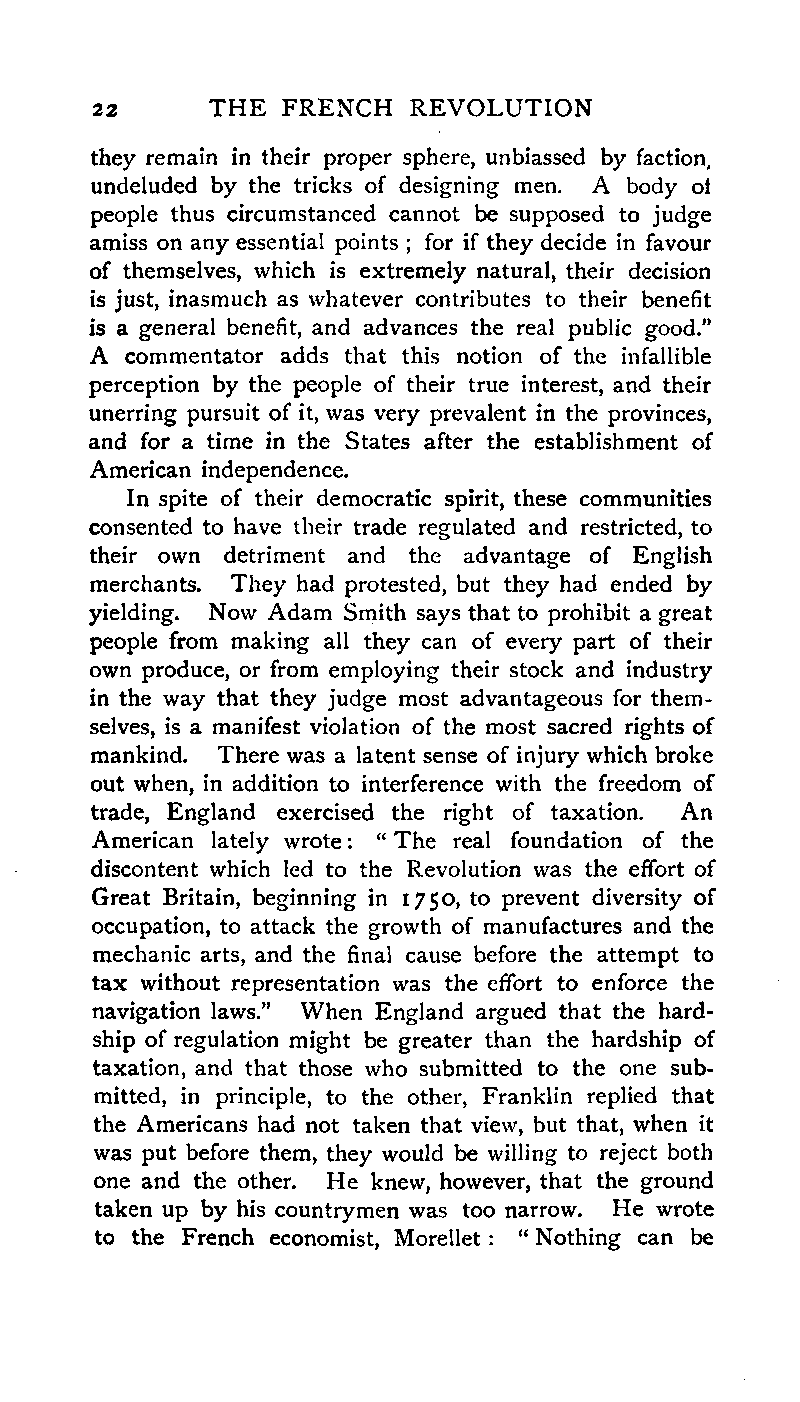 22 THE FRENCH REVOLUTION
they remain in their proper sphere, unbiassed by faction,
undeluded by the tricks of designing men. A body of
people thus circumstanced cannot be supposed to judge
amiss on any essential points ; for if they decide in favour
of themselves, which is extremely natural, their decision
is just, inasmuch as whatever contributes to their benefit
is a general benefit, and advances the real public good.”
A commentator adds that this notion of the infallible
perception by the people of their true interest, and their
unerring pursuit of it, was very prevalent in the provinces,
and for a time in the States after the establishment of
American independence.
In spite of their democratic spirit, these communities
consented to have their trade regulated and restricted, to
their own detriment and the advantage of English
merchants. They had protested, but they had ended by
yielding. Now Adam Smith says that to prohibit a great
people from making all they can of every part of their
own produce, or from employing their stock and industry
in the way that they judge most advantageous for them-
selves, is a manifest violation of the most sacred rights of
mankind. There was a latent sense of injury which broke
out when, in addition to interference with the freedom of
trade, England exercised the right of taxation. An
American lately wrote : “ The real foundation of the
discontent which led to the Revolution was the effort of
Great Britain, beginning in 1750, to prevent diversity of
occupation, to attack the growth of manufactures and the
mechanic arts, and the final cause before the attempt to
tax without representation was the effort to enforce the
navigation laws.” When England argued that the hard-
ship of regulation might be greater than the hardship of
taxation, and that those who submitted to the one sub-
mitted, in principle, to the other, Franklin replied that
the Americans had not taken that view, but that, when it
was put before them, they would be willing to reject both
one and the other. He knew, however, that the ground
taken up by his countrymen was too narrow. He wrote
to the French economist, Morellet : “ Nothing can be